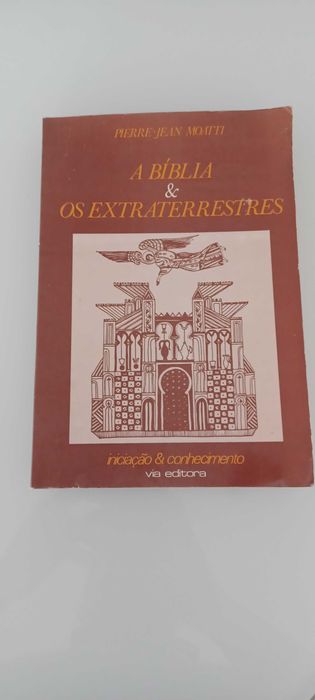 PIERRE-JEAN MOATTI
A BÍBLIA
&
OS EXTRATERRESTRES
iniciação & conhecimento
via editora